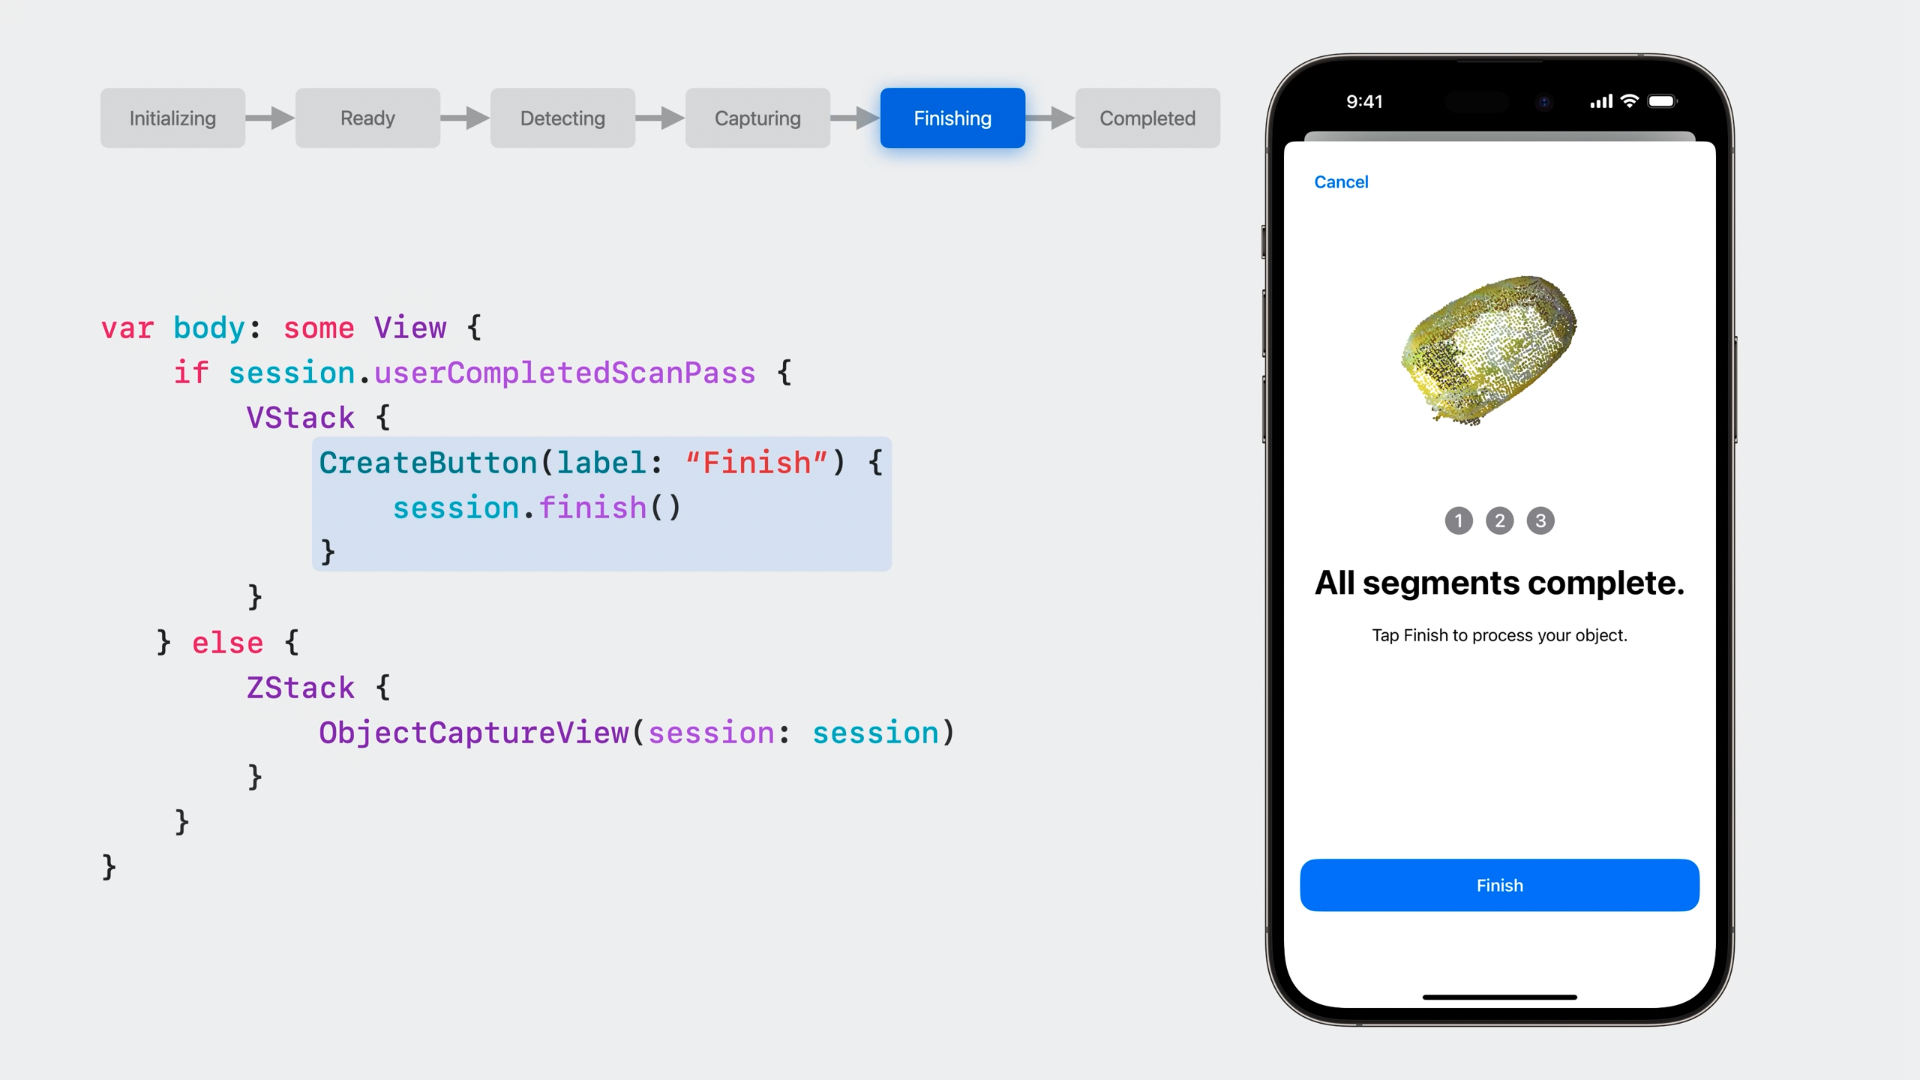 Initializing
Ready
Detecting
Capturing
Finishing
Completed
var body: some View {
if session.userCompletedScanPass {
VStack {
CreateButton(label: “Finish”) {
session.finish()
}
}
} else {
ZStack {
ObjectCaptureView(session: session)
}
}
}
9:41
Cancel
1 2 3
All segments complete.
Tap Finish to process your object.
Finish